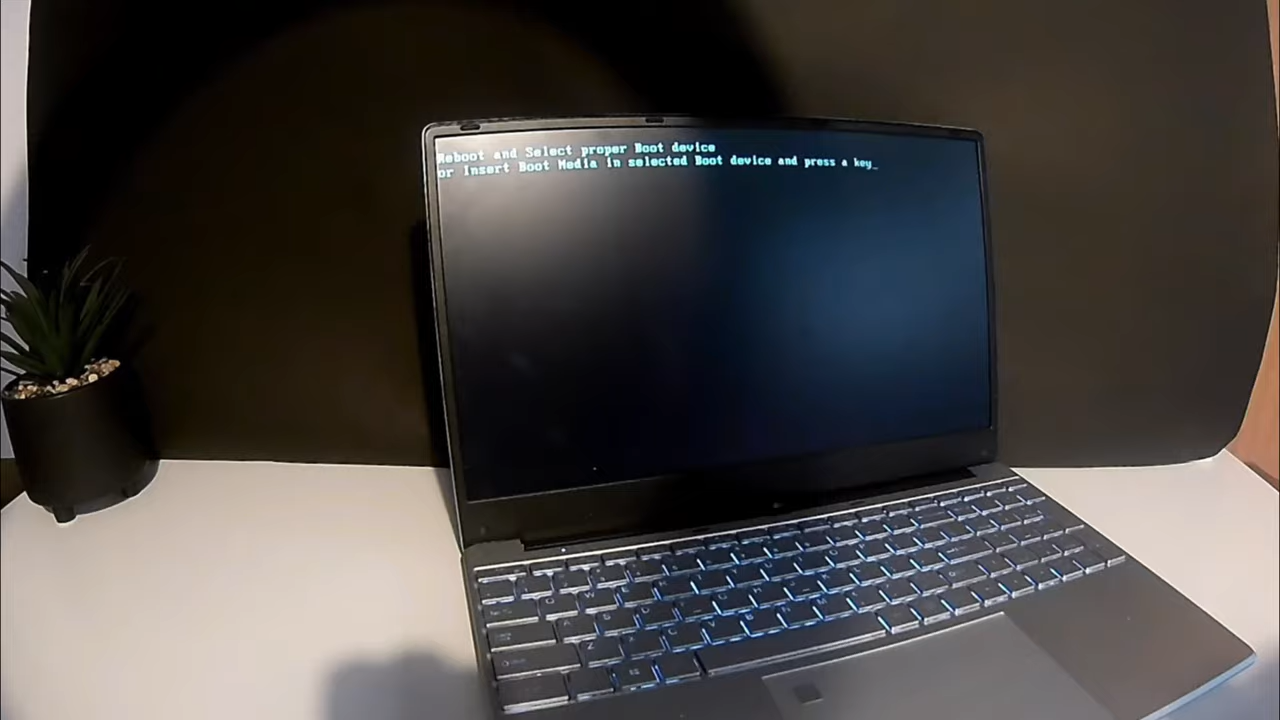 Reboot and Select proper Boot device
or Insert Boot Media in selected Boot device and press a key_